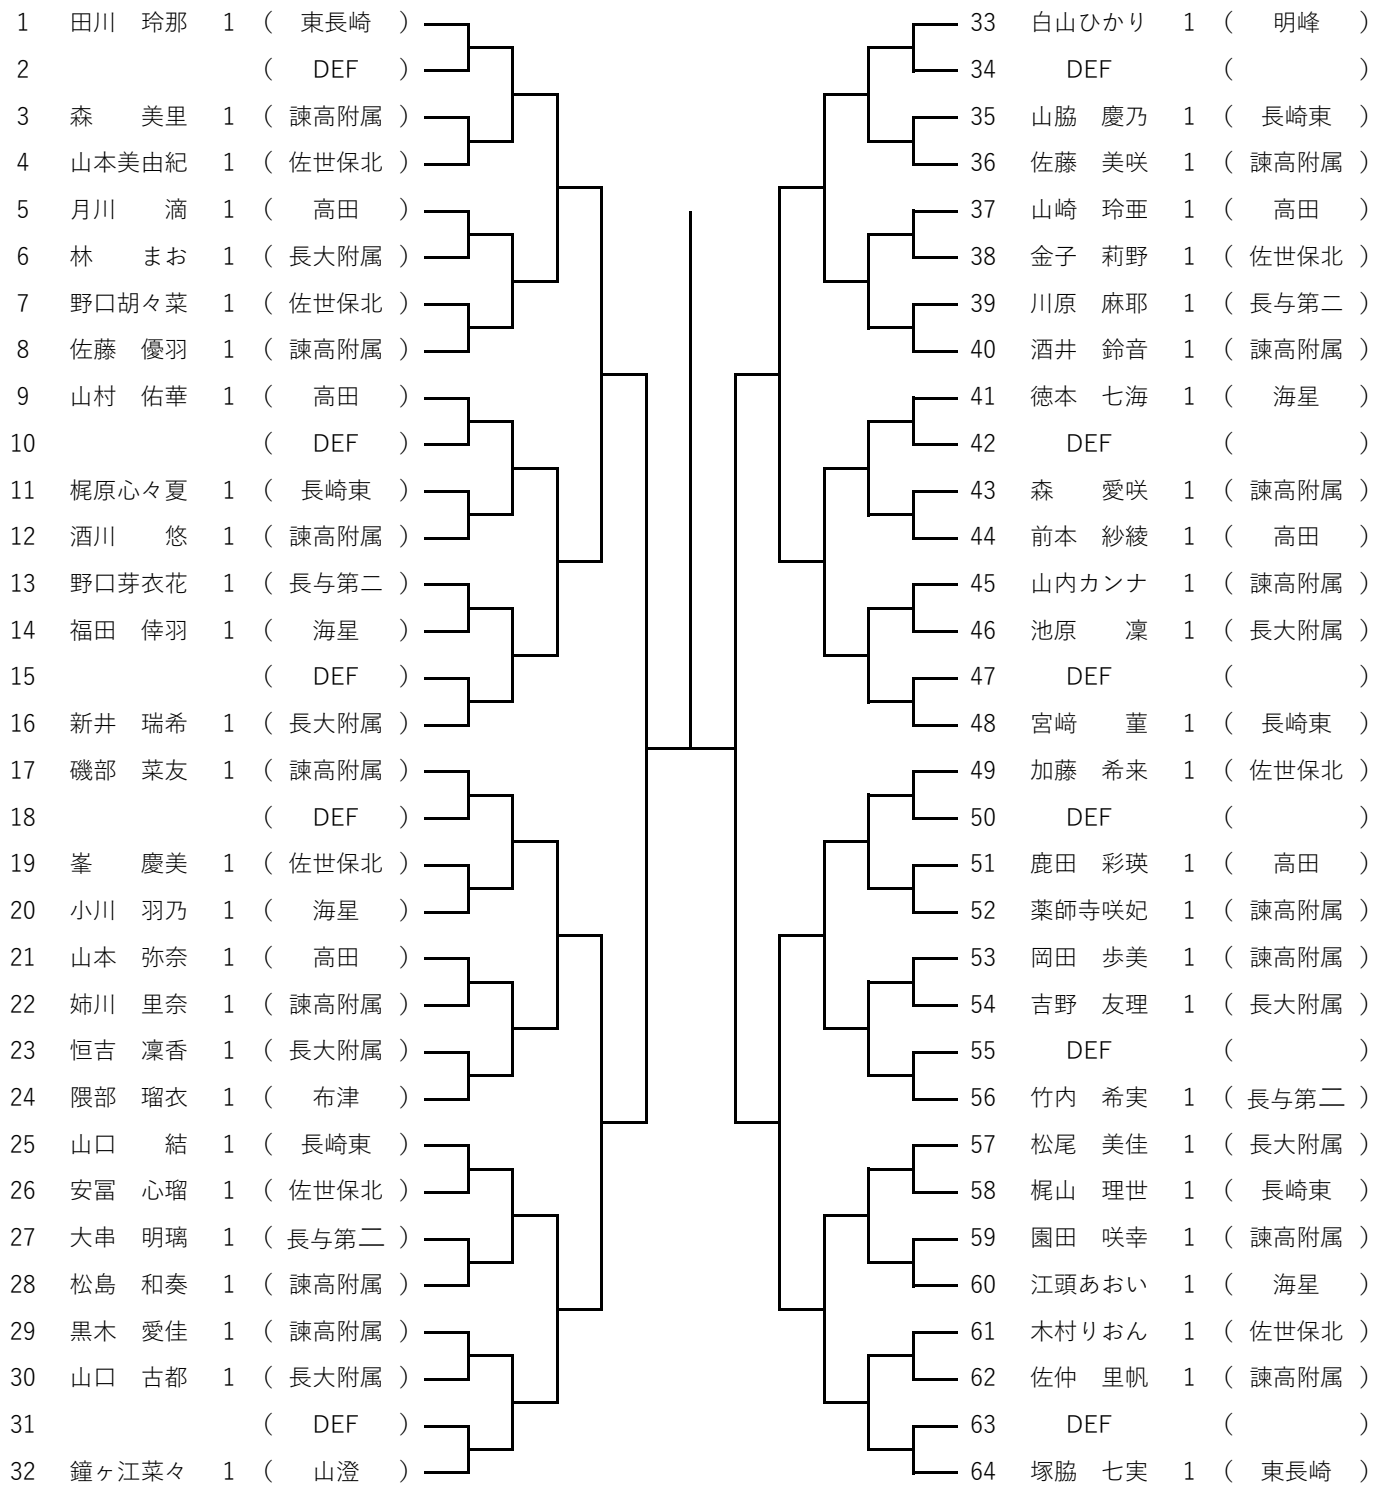 1 田川 玲那 1 ( 東長崎 )
2 ( DEF )
3 森 美里 1 ( 諫高附属 )
4 山本美由紀 1 ( 佐世保北 )
5 月川 滴 1 ( 高田 )
6 林 まお 1 ( 長大附属 )
7 野口胡々菜 1 ( 佐世保北 )
8 佐藤 優羽 1 ( 諫高附属 )
9 山村 佑華 1 ( 高田 )
10 ( DEF )
11 梶原心々夏 1 ( 長崎東 )
12 酒川 悠 1 ( 諫高附属 )
13 野口芽衣花 1 ( 長与第二 )
14 福田 倖羽 1 ( 海星 )
15 ( DEF )
16 新井 瑞希 1 ( 長大附属 )
17 磯部 菜友 1 ( 諫高附属 )
18 ( DEF )
19 峯 慶美 1 ( 佐世保北 )
20 小川 羽乃 1 ( 海星 )
21 山本 弥奈 1 ( 高田 )
22 姉川 里奈 1 ( 諫高附属 )
23 恒吉 凜香 1 ( 長大附属 )
24 隈部 瑠衣 1 ( 布津 )
25 山口 結 1 ( 長崎東 )
26 安冨 心瑠 1 ( 佐世保北 )
27 大串 明璃 1 ( 長与第二 )
28 松島 和奏 1 ( 諫高附属 )
29 黒木 愛佳 1 ( 諫高附属 )
30 山口 古都 1 ( 長大附属 )
31 ( DEF )
32 鐘ヶ江菜々 1 ( 山澄 )
33 白山ひかり 1 ( 明峰 )
34 DEF ( )
35 山脇 慶乃 1 ( 長崎東 )
36 佐藤 美咲 1 ( 諫高附属 )
37 山崎 玲亜 1 ( 高田 )
38 金子 莉野 1 ( 佐世保北 )
39 川原 麻耶 1 ( 長与第二 )
40 酒井 鈴音 1 ( 諫高附属 )
41 徳本 七海 1 ( 海星 )
42 DEF ( )
43 森 愛咲 1 ( 諫高附属 )
44 前本 紗綾 1 ( 高田 )
45 山内カンナ 1 ( 諫高附属 )
46 池原 凜 1 ( 長大附属 )
47 DEF ( )
48 宮﨑 菫 1 ( 長崎東 )
49 加藤 希来 1 ( 佐世保北 )
50 DEF ( )
51 鹿田 彩瑛 1 ( 高田 )
52 薬師寺咲妃 1 ( 諫高附属 )
53 岡田 歩美 1 ( 諫高附属 )
54 吉野 友理 1 ( 長大附属 )
55 DEF ( )
56 竹内 希実 1 ( 長与第二 )
57 松尾 美佳 1 ( 長大附属 )
58 梶山 理世 1 ( 長崎東 )
59 園田 咲幸 1 ( 諫高附属 )
60 江頭あおい 1 ( 海星 )
61 木村りおん 1 ( 佐世保北 )
62 佐仲 里帆 1 ( 諫高附属 )
63 DEF ( )
64 塚脇 七実 1 ( 東長崎 )